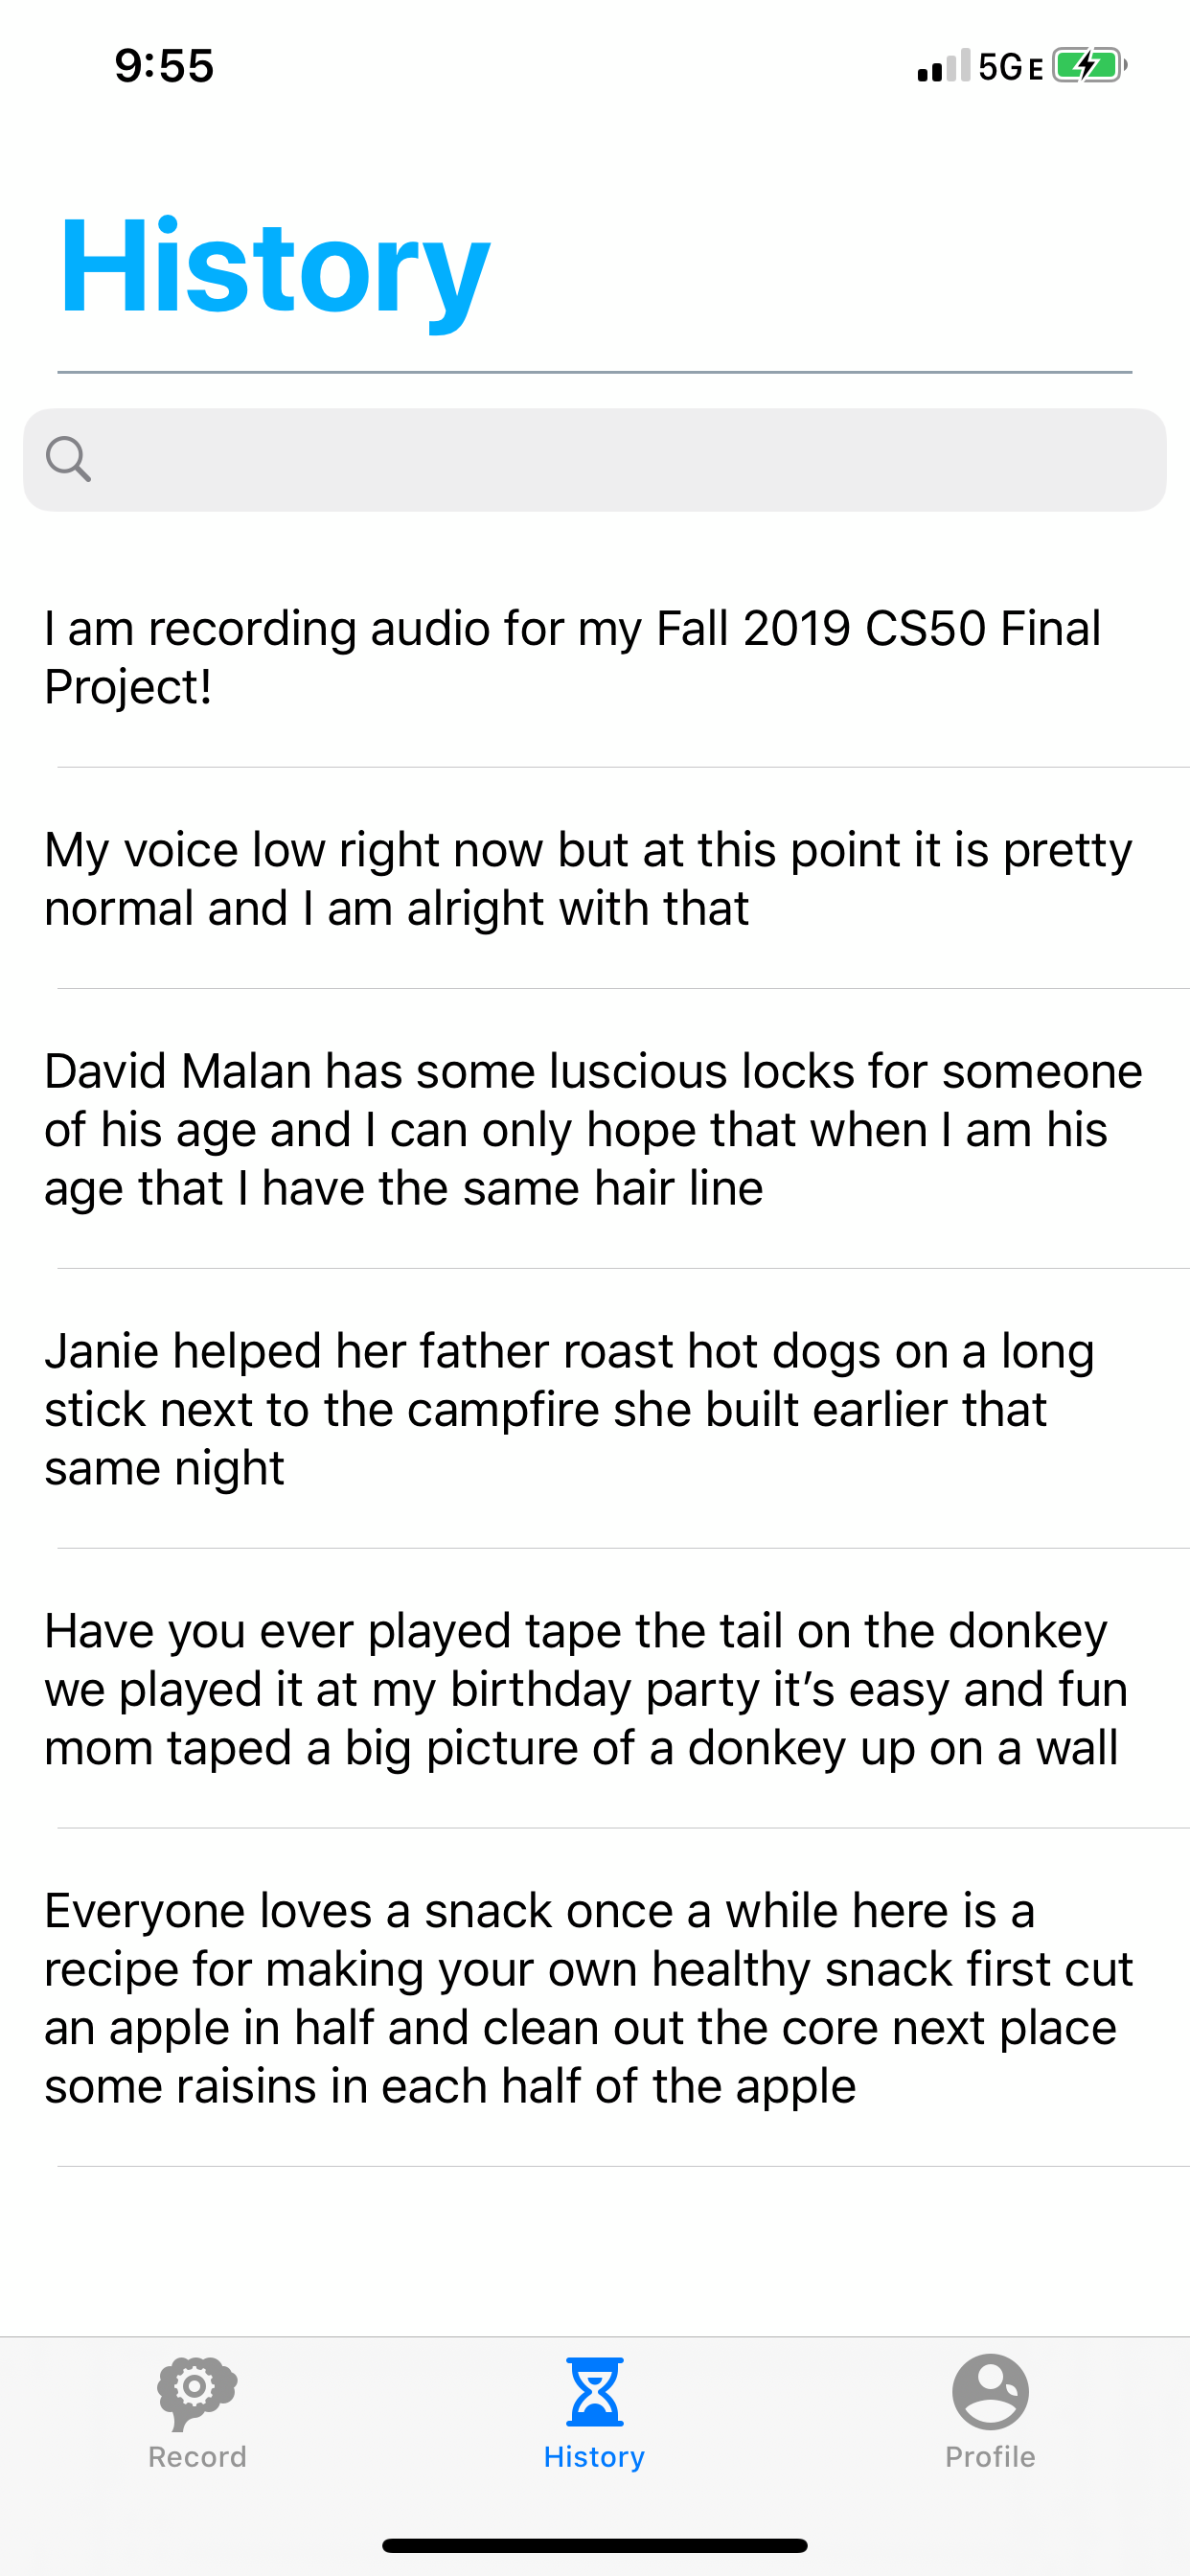 9:55
5G E
History
I am recording audio for my Fall 2019 CS50 Final
Project!
My voice low right now but at this point it is pretty
normal and I am alright with that
David Malan has some luscious locks for someone
of his age and I can only hope that when I am his
age that I have the same hair line
Janie helped her father roast hot dogs on a long
stick next to the campfire she built earlier that
same night
Have you ever played tape the tail on the donkey
we played it at my birthday party it’s easy and fun
mom taped a big picture of a donkey up on a wall
Everyone loves a snack once a while here is a
recipe for making your own healthy snack first cut
an apple in half and clean out the core next place
some raisins in each half of the apple
Record
History
Profile